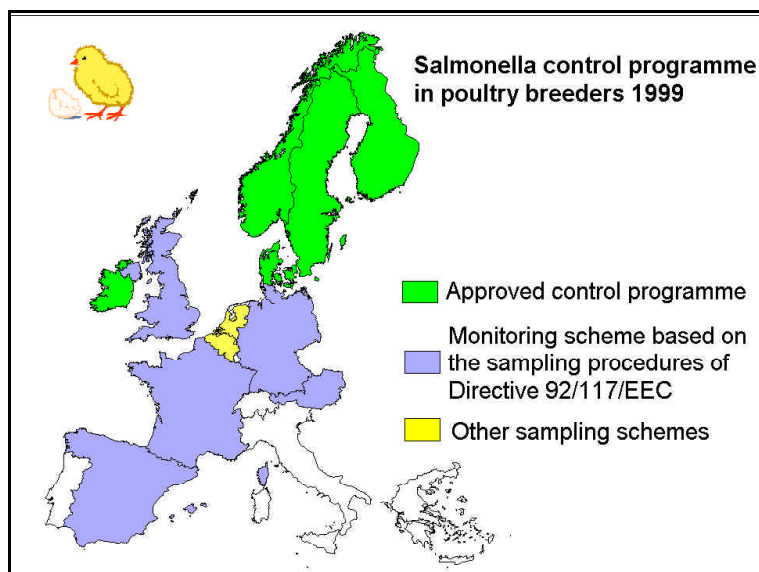 Salmonella control programme
in poultry breeders 1999
Approved control programme
Monitoring scheme based on
the sampling procedures of
Directive 92/117/EEC
Other sampling schemes